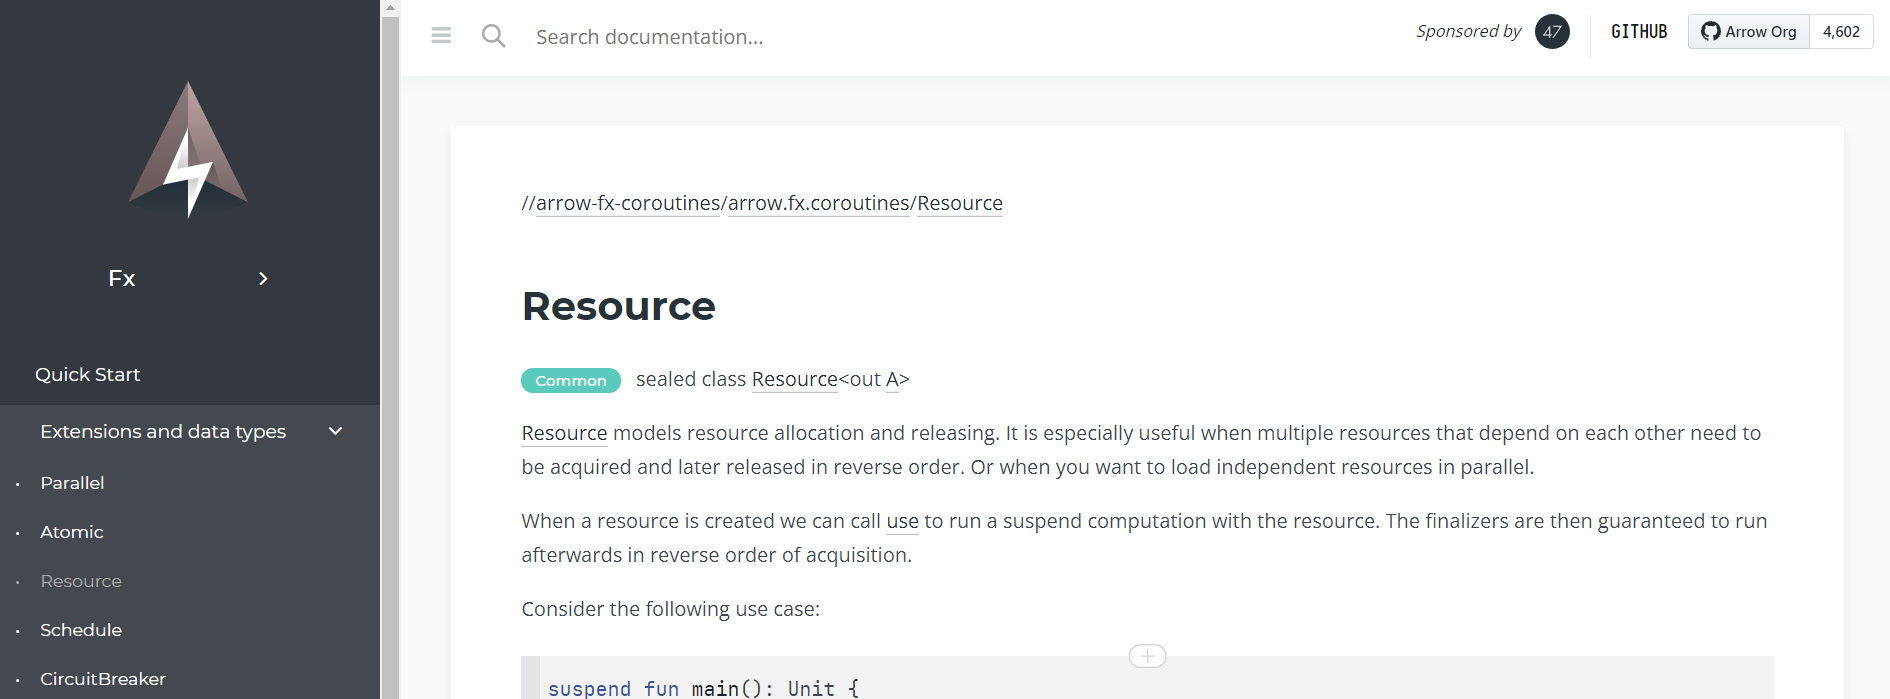 Search documentation...
Sponsored by 47
GITHUB
Arrow Org 4,602
Fx
Quick Start
Extensions and data types
• Parallel
• Atomic
• Resource
• Schedule
• CircuitBreaker
//arrow-fx-coroutines/arrow.fx.coroutines/Resource
Resource
Common sealed class Resource<out A>
Resource models resource allocation and releasing. It is especially useful when multiple resources that depend on each other need to
be acquired and later released in reverse order. Or when you want to load independent resources in parallel.
When a resource is created we can call use to run a suspend computation with the resource. The finalizers are then guaranteed to run
afterwards in reverse order of acquisition.
Consider the following use case:
suspend fun main(): Unit {